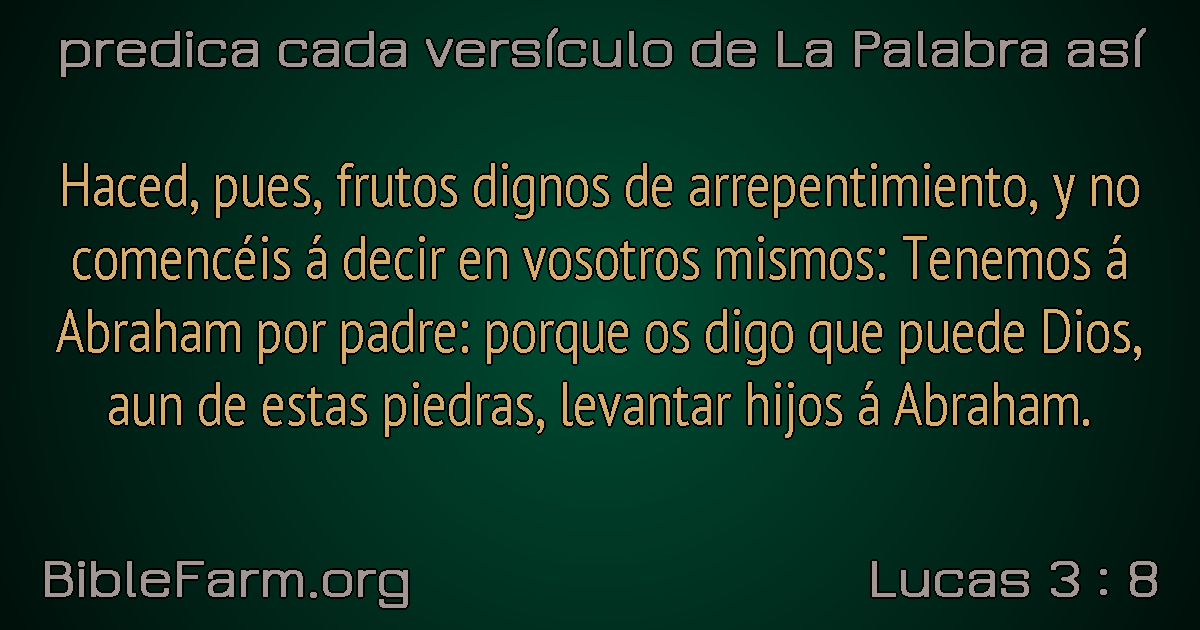 predica cada versículo de La Palabra así
Haced, pues, frutos dignos de arrepentimiento, y no
comencéis á decir en vosotros mismos: Tenemos á
Abraham por padre: porque os digo que puede Dios,
aun de estas piedras, levantar hijos á Abraham.
BibleFarm.org
Lucas 3 : 8